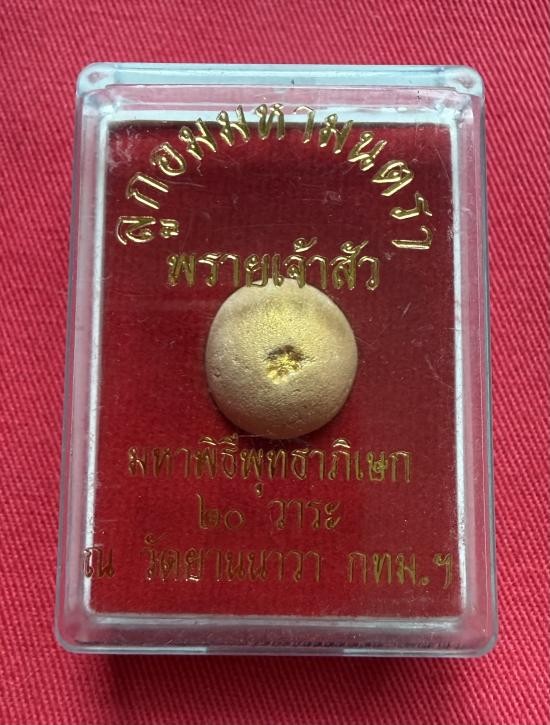 ลูกอมมหามนตรา
พรายเจ้าสัว
มหาพิธีพุทธาภิเษก
๒๐ วาระ
ณ วัดยานนาวา กทม.ฯ